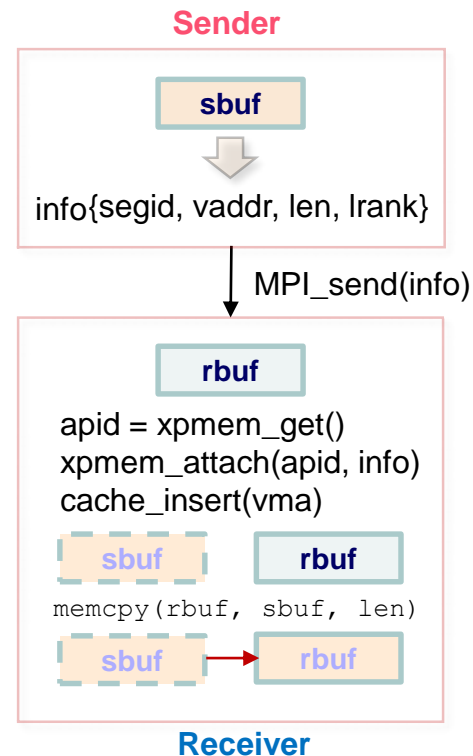 Sender
sbuf
info{segid, vaddr, len, lrank}
MPI_send(info)
rbuf
apid = xpmem_get()
xpmem_attach(apid, info)
cache_insert(vma)
sbuf rbuf
memcpy(rbuf, sbuf, len)
sbuf rbuf
Receiver